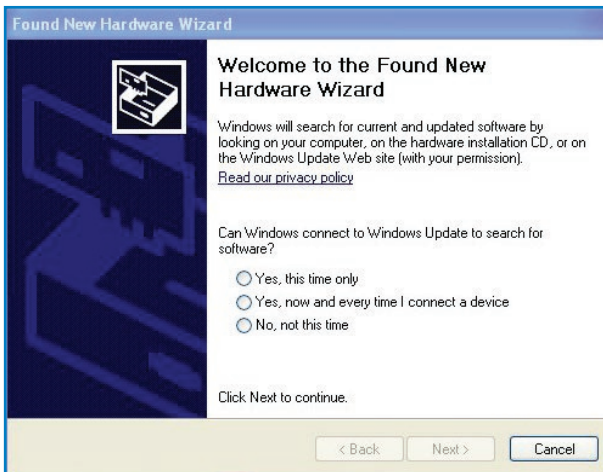 Found New Hardware Wizard
Welcome to the Found New
Hardware Wizard
Windows will search for current and updated software by
looking on your computer, on the hardware installation CD, or on
the Windows Update Web site (with your permission).
Read our privacy policy
Can Windows connect to Windows Update to search for
software?
Yes, this time only
Yes, now and every time I connect a device
No, not this time
Click Next to continue.
< Back
Next >
Cancel